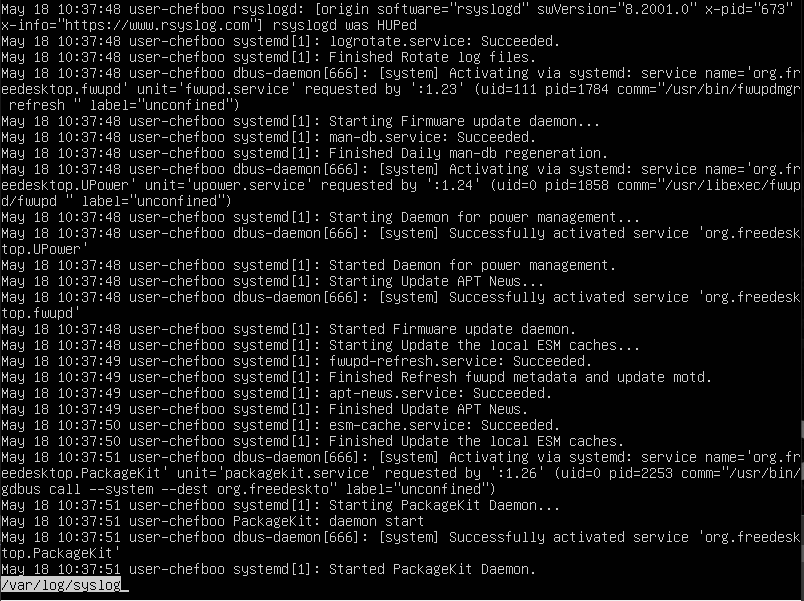 May 18 10:37:48 user-chefboo rsyslogd: [origin software="rsyslogd" swVersion="8.2001.0" x-pid="673"
x-info="https://www.rsyslog.com"] rsyslogd was HUPed
May 18 10:37:48 user-chefboo systemd[1]: logrotate.service: Succeeded.
May 18 10:37:48 user-chefboo systemd[1]: Finished Rotate log files.
May 18 10:37:48 user-chefboo dbus-daemon[666]: [system] Activating via systemd: service name='org.fr
eedesktop.fwupd' unit='fwupd.service' requested by ':1.23' (uid=111 pid=1784 comm="/usr/bin/fwupdmgr
 refresh " label="unconfined")
May 18 10:37:48 user-chefboo systemd[1]: Starting Firmware update daemon...
May 18 10:37:48 user-chefboo systemd[1]: man-db.service: Succeeded.
May 18 10:37:48 user-chefboo systemd[1]: Finished Daily man-db regeneration.
May 18 10:37:48 user-chefboo dbus-daemon[666]: [system] Activating via systemd: service name='org.fr
eedesktop.UPower' unit='upower.service' requested by ':1.24' (uid=0 pid=1858 comm="/usr/libexec/fwup
d/fwupd " label="unconfined")
May 18 10:37:48 user-chefboo systemd[1]: Starting Daemon for power management...
May 18 10:37:48 user-chefboo dbus-daemon[666]: [system] Successfully activated service 'org.freedesk
top.UPower'
May 18 10:37:48 user-chefboo systemd[1]: Started Daemon for power management.
May 18 10:37:48 user-chefboo systemd[1]: Starting Update APT News...
May 18 10:37:48 user-chefboo dbus-daemon[666]: [system] Successfully activated service 'org.freedesk
top.fwupd'
May 18 10:37:48 user-chefboo systemd[1]: Started Firmware update daemon.
May 18 10:37:48 user-chefboo systemd[1]: Starting Update the local ESM caches...
May 18 10:37:49 user-chefboo systemd[1]: fwupd-refresh.service: Succeeded.
May 18 10:37:49 user-chefboo systemd[1]: Finished Refresh fwupd metadata and update motd.
May 18 10:37:49 user-chefboo systemd[1]: apt-news.service: Succeeded.
May 18 10:37:49 user-chefboo systemd[1]: Finished Update APT News.
May 18 10:37:50 user-chefboo systemd[1]: esm-cache.service: Succeeded.
May 18 10:37:50 user-chefboo systemd[1]: Finished Update the local ESM caches.
May 18 10:37:51 user-chefboo dbus-daemon[666]: [system] Activating via systemd: service name='org.fr
eedesktop.PackageKit' unit='packagekit.service' requested by ':1.26' (uid=0 pid=2253 comm="/usr/bin/
gdbus call --system --dest org.freedeskto" label="unconfined")
May 18 10:37:51 user-chefboo systemd[1]: Starting PackageKit Daemon...
May 18 10:37:51 user-chefboo PackageKit: daemon start
May 18 10:37:51 user-chefboo dbus-daemon[666]: [system] Successfully activated service 'org.freedesk
top.PackageKit'
May 18 10:37:51 user-chefboo systemd[1]: Started PackageKit Daemon.
/var/log/syslog